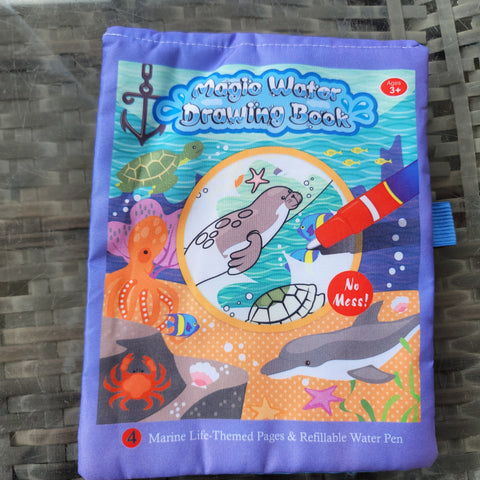 Magic Water
Drawing Book
Ages
3+
No
Mess!
4 Marine Life-Themed Pages & Refillable Water Pen